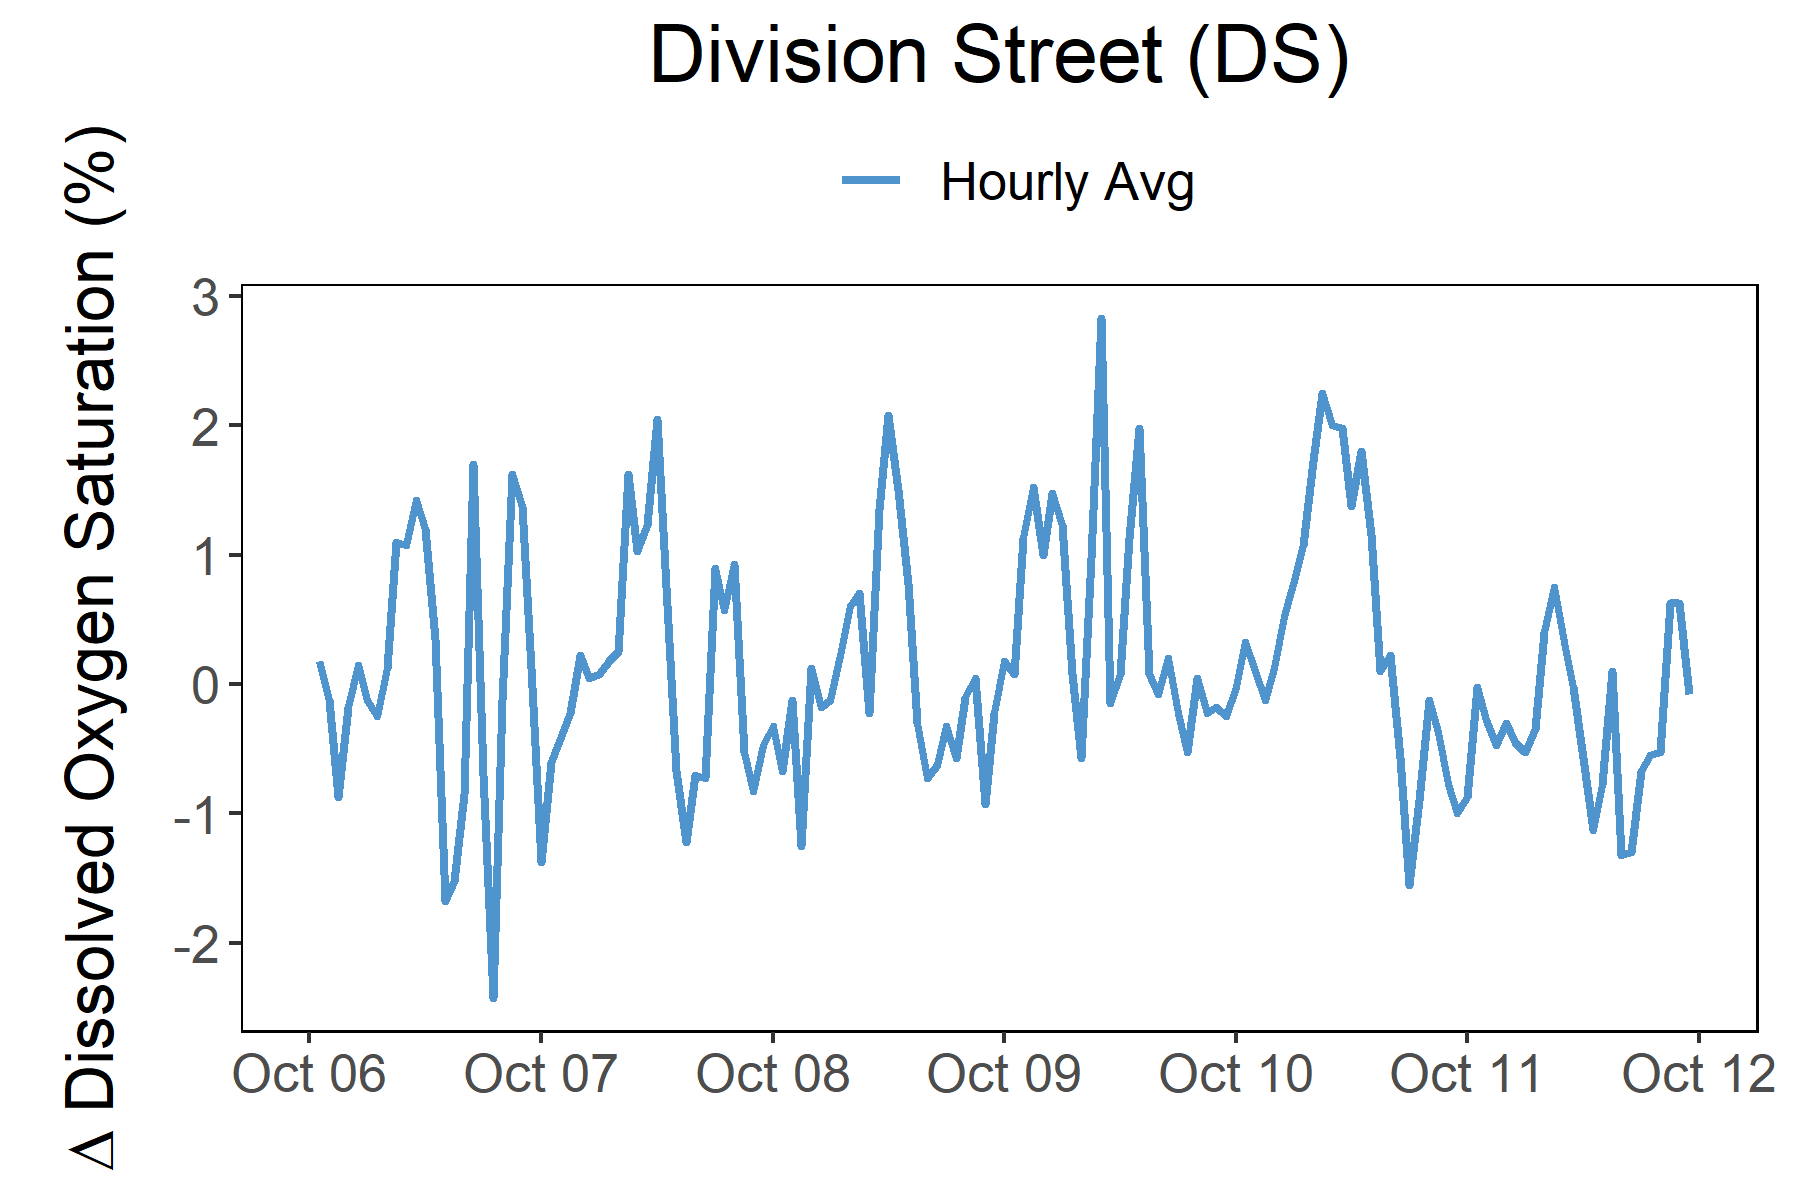 Division Street (DS)
Hourly Avg
Δ Dissolved Oxygen Saturation (%)
3
2
1
0
-1
-2
Oct 06 Oct 07 Oct 08 Oct 09 Oct 10 Oct 11 Oct 12